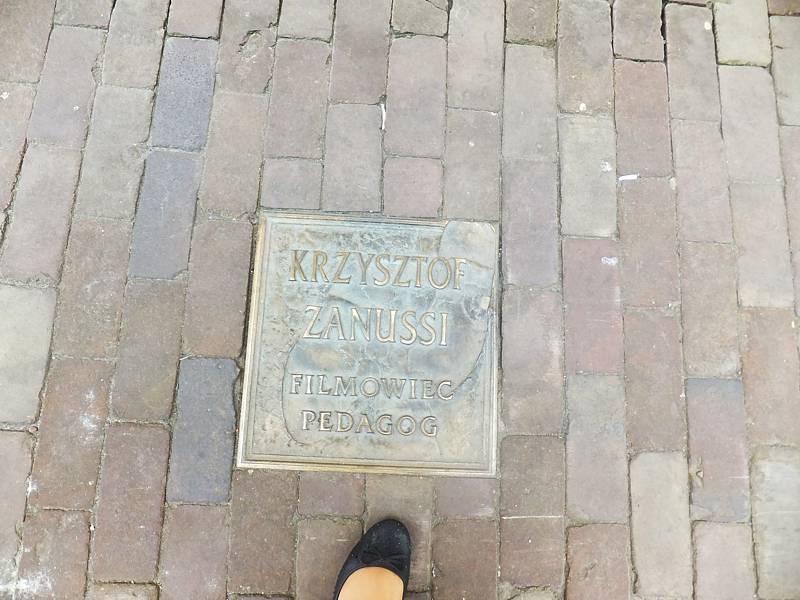 KRZYSZTOF
ZANUSSI
FILMOWIEC
PEDAGOG